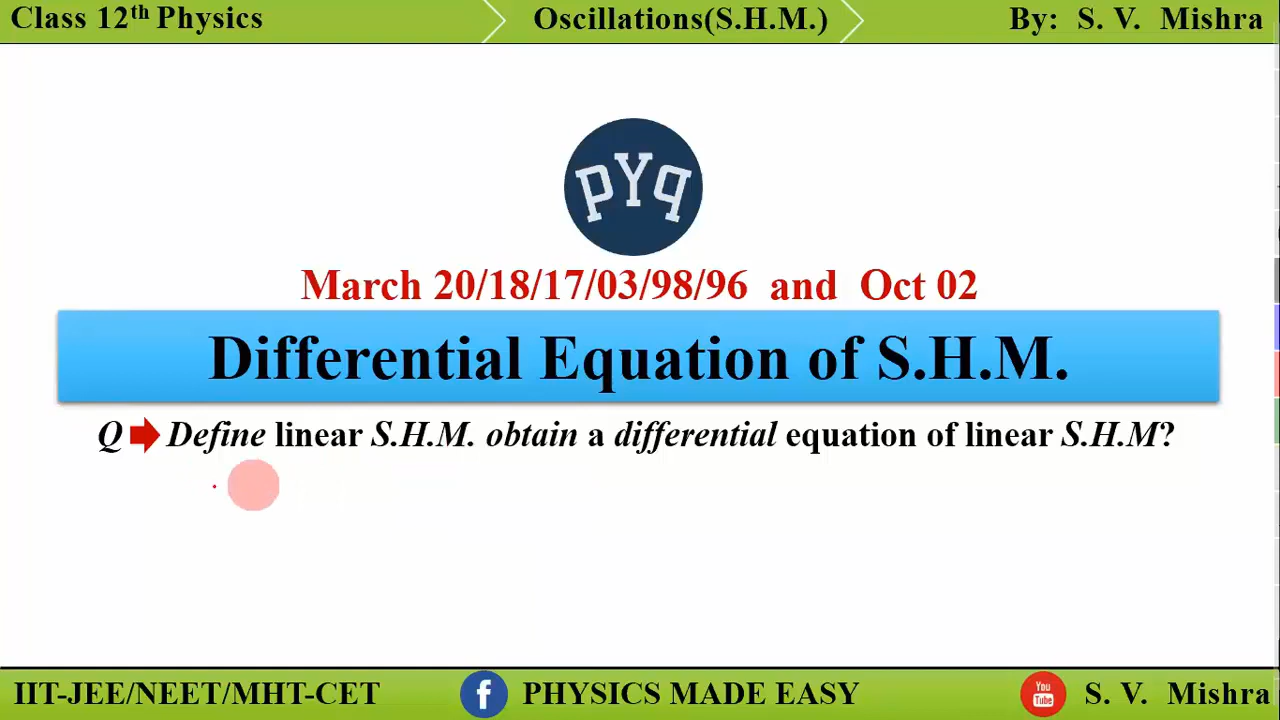 Class 12th Physics
Oscillations(S.H.M.)
By: S. V. Mishra
PYQ
March 20/18/17/03/98/96 and Oct 02
Differential Equation of S.H.M.
Q Define linear S.H.M. obtain a differential equation of linear S.H.M?
IIT-JEE/NEET/MHT-CET
f
PHYSICS MADE EASY
You
Tube
S. V. Mishra